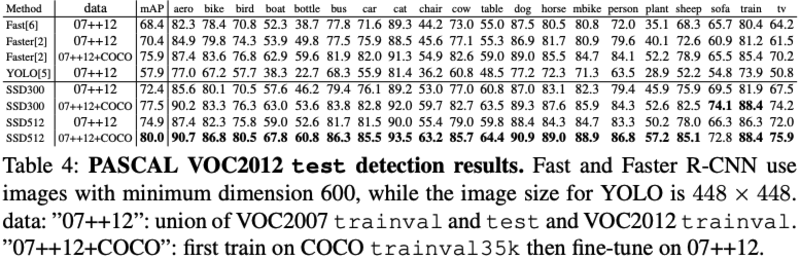 Method data mAP aero bike bird boat bottle bus car cat chair cow table dog horse mbike person plant sheep sofa train tv
Fast[6] 07++12 68.4 82.3 78.4 70.8 52.3 38.7 77.8 71.6 89.3 44.2 73.0 55.0 87.5 80.5 80.8 72.0 35.1 68.3 65.7 80.4 64.2
Faster[2] 07++12 70.4 84.9 79.8 74.3 53.9 49.8 77.5 75.9 88.5 45.6 77.1 55.3 86.9 81.7 80.9 79.6 40.1 72.6 60.9 81.2 61.5
Faster[2] 07++12+COCO 75.9 87.4 83.6 76.8 62.9 59.6 81.9 82.0 91.3 54.9 82.6 59.0 89.0 85.5 84.7 84.1 52.2 78.9 65.5 85.4 70.2
YOLO[5] 07++12 57.9 77.0 67.2 57.7 38.3 22.7 68.3 55.9 81.4 36.2 60.8 48.5 77.2 72.3 71.3 63.5 28.9 52.2 54.8 73.9 50.8
SSD300 07++12 72.4 85.6 80.1 70.5 57.6 46.2 79.4 76.1 89.2 53.0 77.0 60.8 87.0 83.1 82.3 79.4 45.9 75.9 69.5 81.9 67.5
SSD300 07++12+COCO 77.5 90.2 83.3 76.3 63.0 53.6 83.8 82.8 92.0 59.7 82.7 63.5 89.3 87.6 85.9 84.3 52.6 82.5 74.1 88.4 74.2
SSD512 07++12 74.9 87.4 82.3 75.8 59.0 52.6 81.7 81.5 90.0 55.4 79.0 59.8 88.4 84.3 84.7 83.3 50.2 78.0 66.3 86.3 72.0
SSD512 07++12+COCO 80.0 90.7 86.8 80.5 67.8 60.8 86.3 85.5 93.5 63.2 85.7 64.4 90.9 89.0 88.9 86.8 57.2 85.1 72.8 88.4 75.9
Table 4: PASCAL VOC2012 test detection results. Fast and Faster R-CNN use
images with minimum dimension 600, while the image size for YOLO is 448 × 448.
data: ”07++12”: union of VOC2007 trainval and test and VOC2012 trainval.
”07++12+COCO”: first train on COCO trainval35k then fine-tune on 07++12.